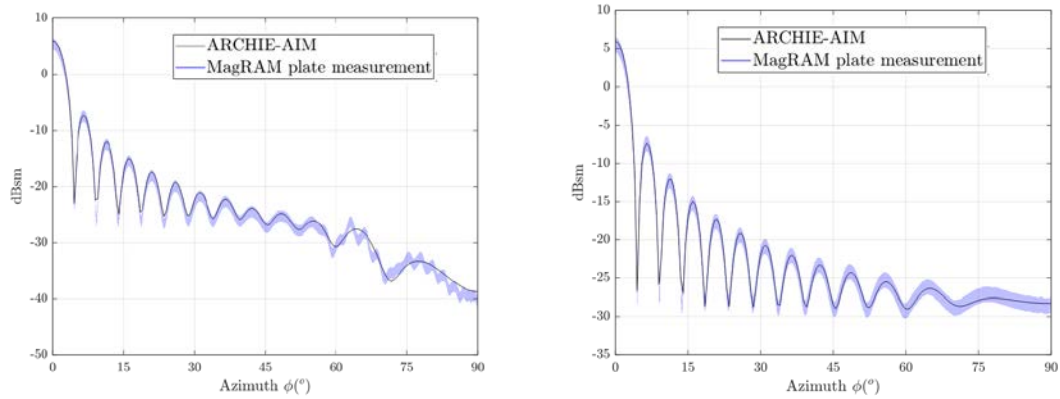 10
0
-10
-20
-30
-40
-50
dBsm
ARCHIE-AIM
MagRAM plate measurement
0 15 30 45 60 75 90
Azimuth ϕ(°)
10
5
0
-5
-10
-15
-20
-25
-30
-35
dBsm
ARCHIE-AIM
MagRAM plate measurement
0 15 30 45 60 75 90
Azimuth ϕ(°)